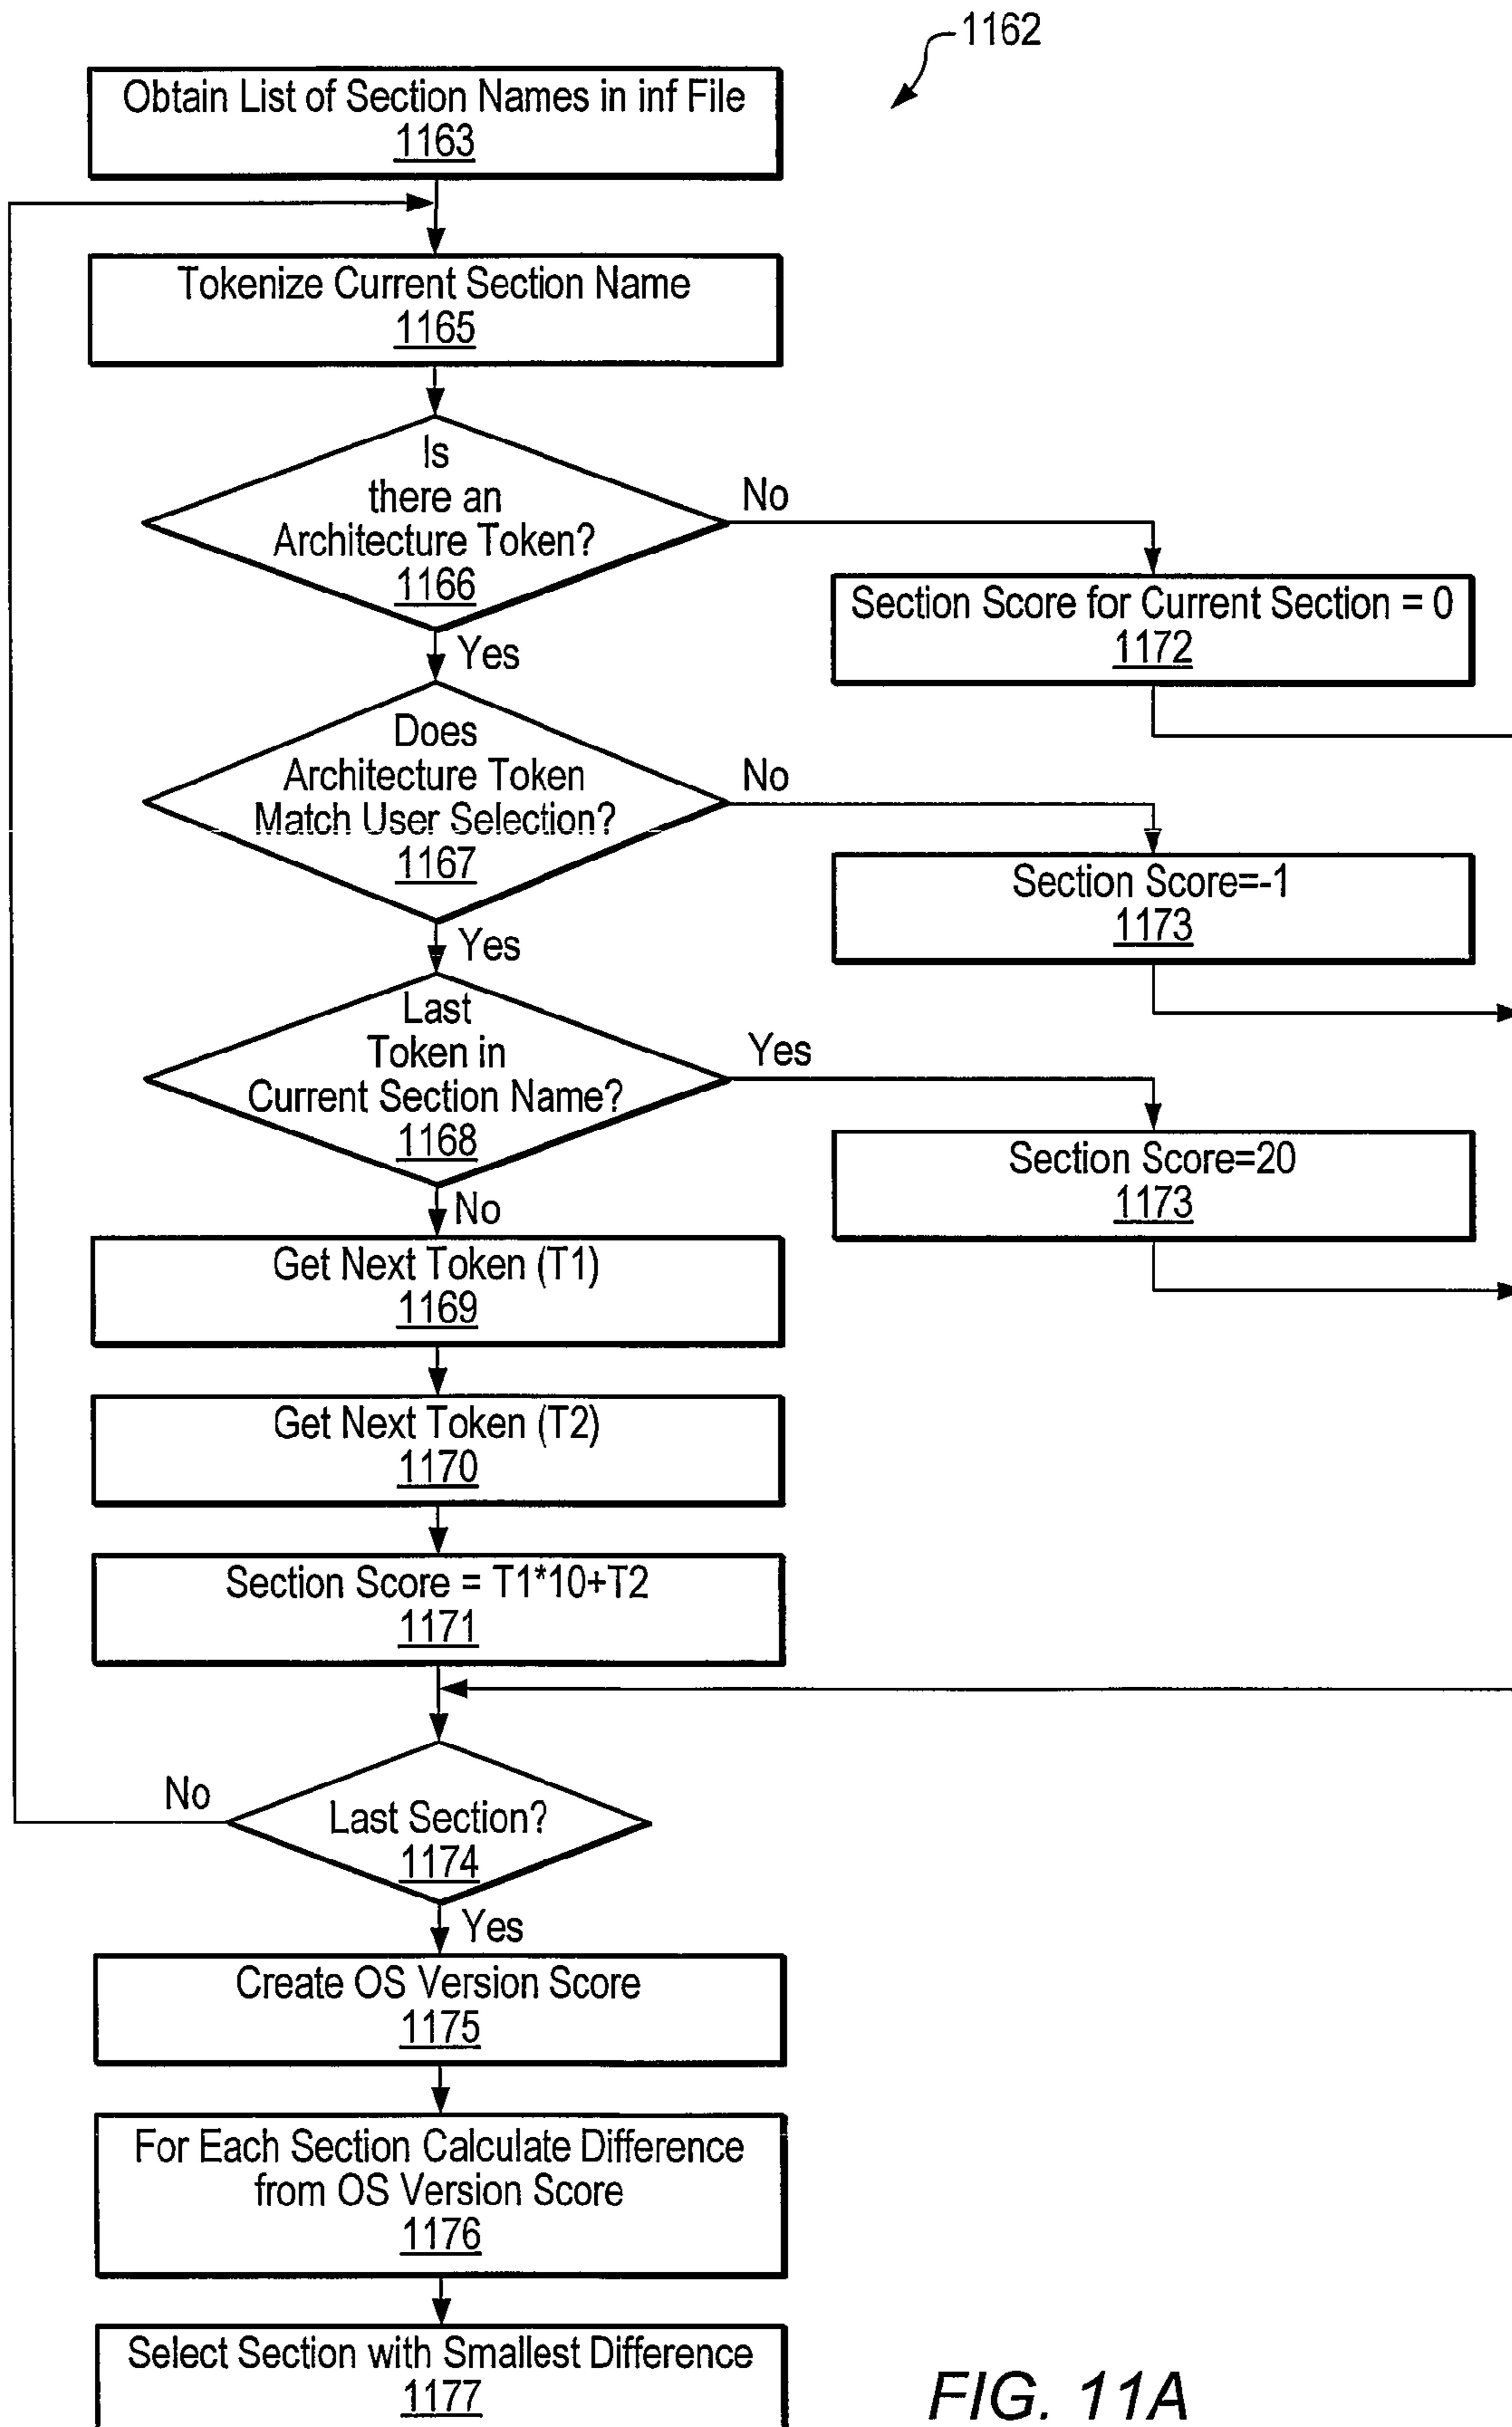 1162
Obtain List of Section Names in inf File
1163
Tokenize Current Section Name
1165
Is
there an
Architecture Token?
1166
No
Section Score for Current Section = 0
1172
Yes
Does
Architecture Token
Match User Selection?
1167
No
Section Score=-1
1173
Yes
Last
Token in
Current Section Name?
1168
Yes
Section Score=20
1173
No
Get Next Token (T1)
1169
Get Next Token (T2)
1170
Section Score = T1*10+T2
1171
No
Last Section?
1174
Yes
Create OS Version Score
1175
For Each Section Calculate Difference
from OS Version Score
1176
Select Section with Smallest Difference
1177
FIG. 11A